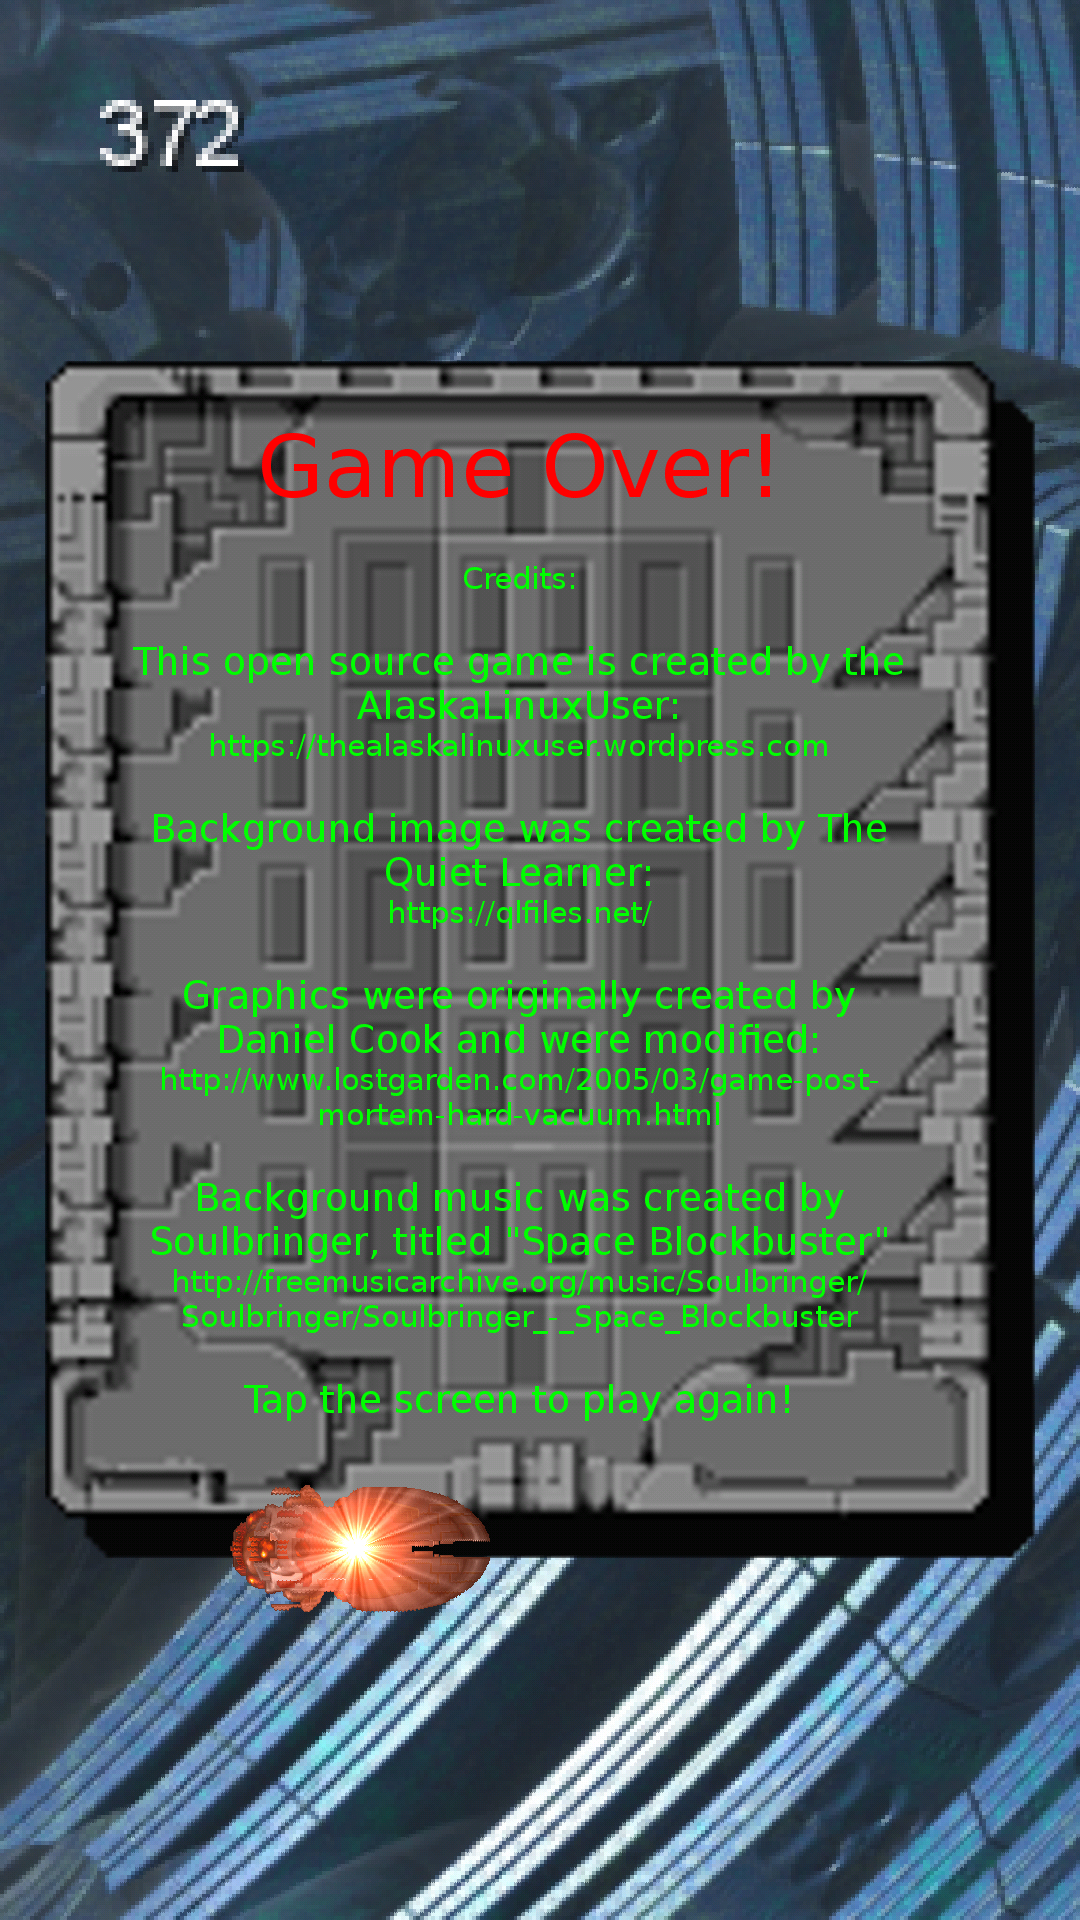 372
Game Over!
Credits:
This open source game is created by the
AlaskaLinuxUser:
https://thealaskalinuxuser.wordpress.com
Background image was created by The
Quiet Learner:
https://qlfiles.net/
Graphics were originally created by
Daniel Cook and were modified:
http://www.lostgarden.com/2005/03/game-post-
mortem-hard-vacuum.html
Background music was created by
Soulbringer, titled "Space Blockbuster"
http://freemusicarchive.org/music/Soulbringer/
Soulbringer/Soulbringer_-_Space_Blockbuster
Tap the screen to play again!